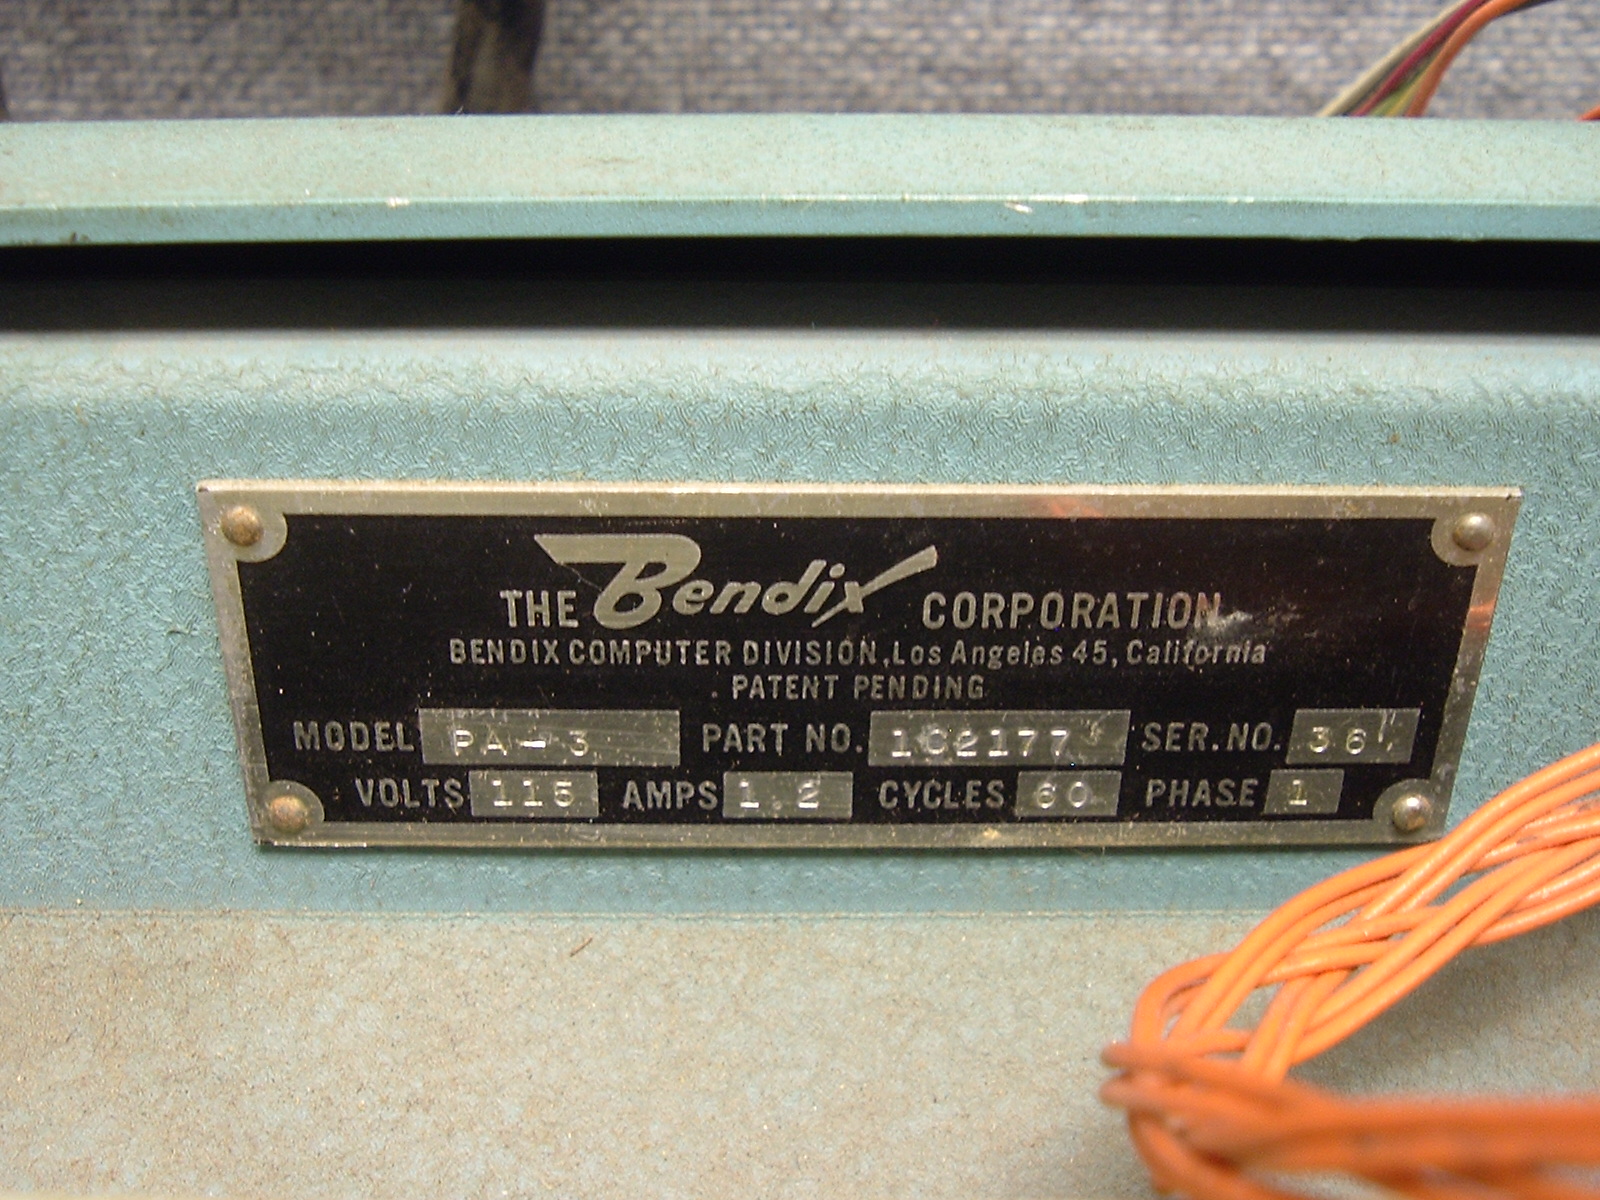 THE Bendix CORPORATION
BENDIX COMPUTER DIVISION, Los Angeles 45, California
PATENT PENDING
MODEL PA-3 PART NO. 102177 SER. NO. 36
VOLTS 115 AMPS 1.2 CYCLES 60 PHASE 1